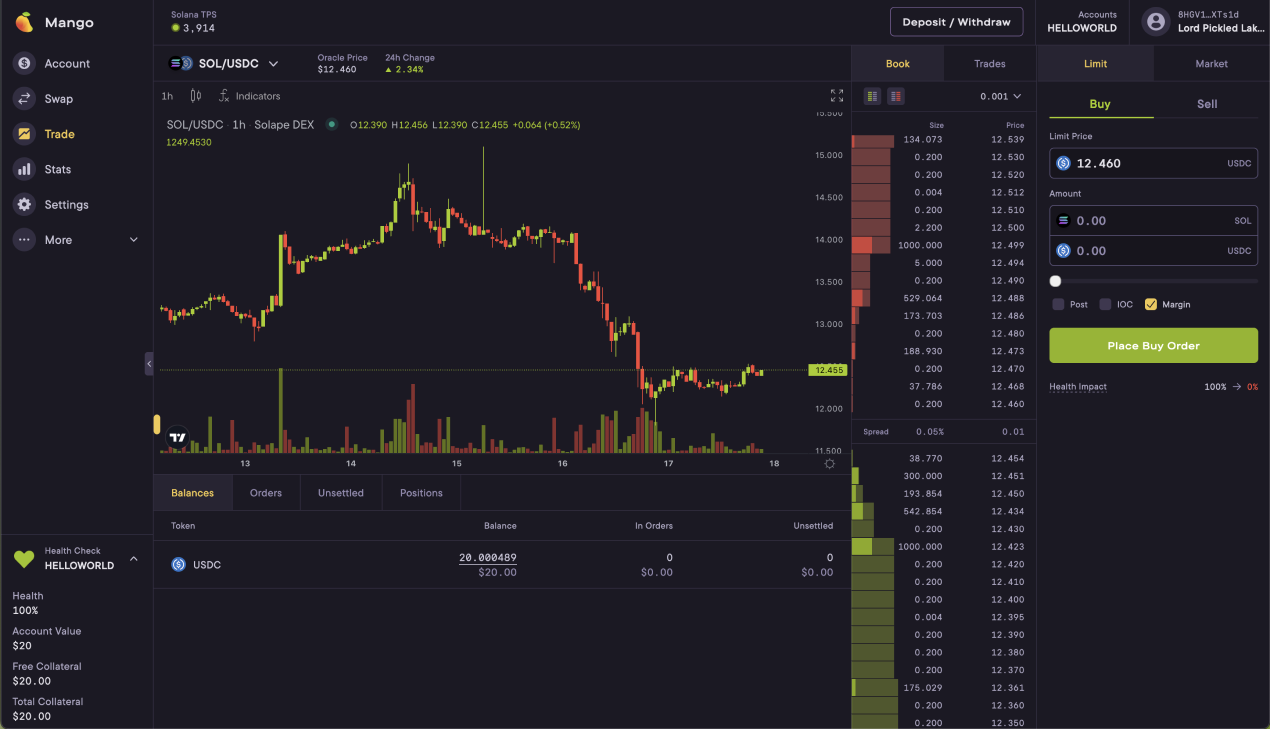 Mango
Solana TPS
3,914
Deposit / Withdraw
Accounts
HELLOWORLD
8HGV1…XTs1d
Lord Pickled Lak...
Account
Swap
Trade
Stats
Settings
More
SOL/USDC
Oracle Price
$12.460
24h Change
2.34%
1h
Indicators
SOL/USDC · 1h · Solape DEX
O12.390 H12.456 L12.390 C12.455 +0.064 (+0.52%)
1249.4530
15.500
15.000
14.500
14.000
13.500
13.000
12.500
12.455
12.000
11.500
13 14 15 16 17 18
Book
Trades
0.001
Size Price
134.073 12.539
0.200 12.530
0.200 12.520
0.004 12.512
0.200 12.510
2.200 12.500
1000.000 12.499
5.000 12.494
0.200 12.490
529.064 12.488
173.703 12.486
0.200 12.480
188.930 12.473
0.200 12.470
37.786 12.468
0.200 12.460
Spread 0.05% 0.01
38.770 12.454
300.000 12.451
193.854 12.450
542.854 12.434
0.200 12.430
1000.000 12.423
0.200 12.420
0.200 12.410
0.200 12.400
0.004 12.395
0.200 12.390
0.200 12.380
0.200 12.370
175.029 12.361
0.200 12.360
0.200 12.350
Limit
Market
Buy
Sell
Limit Price
12.460 USDC
Amount
0.00 SOL
0.00 USDC
Post IOC Margin
Place Buy Order
Health Impact 100% → 0%
Balances
Orders
Unsettled
Positions
Token Balance In Orders Unsettled
USDC 20.000489 0 0
$20.00 $0.00 $0.00
Health Check
HELLOWORLD
Health
100%
Account Value
$20
Free Collateral
$20.00
Total Collateral
$20.00